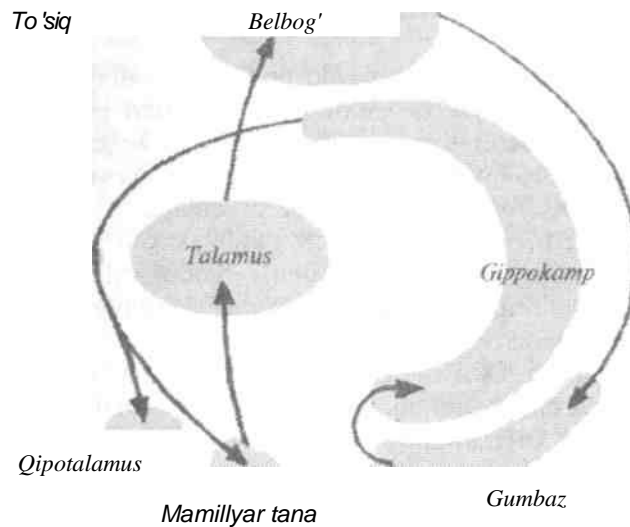 To'siq
Belbog'
Talamus
Gippokamp
Qipotalamus
Gumbaz
Mamillyar tana